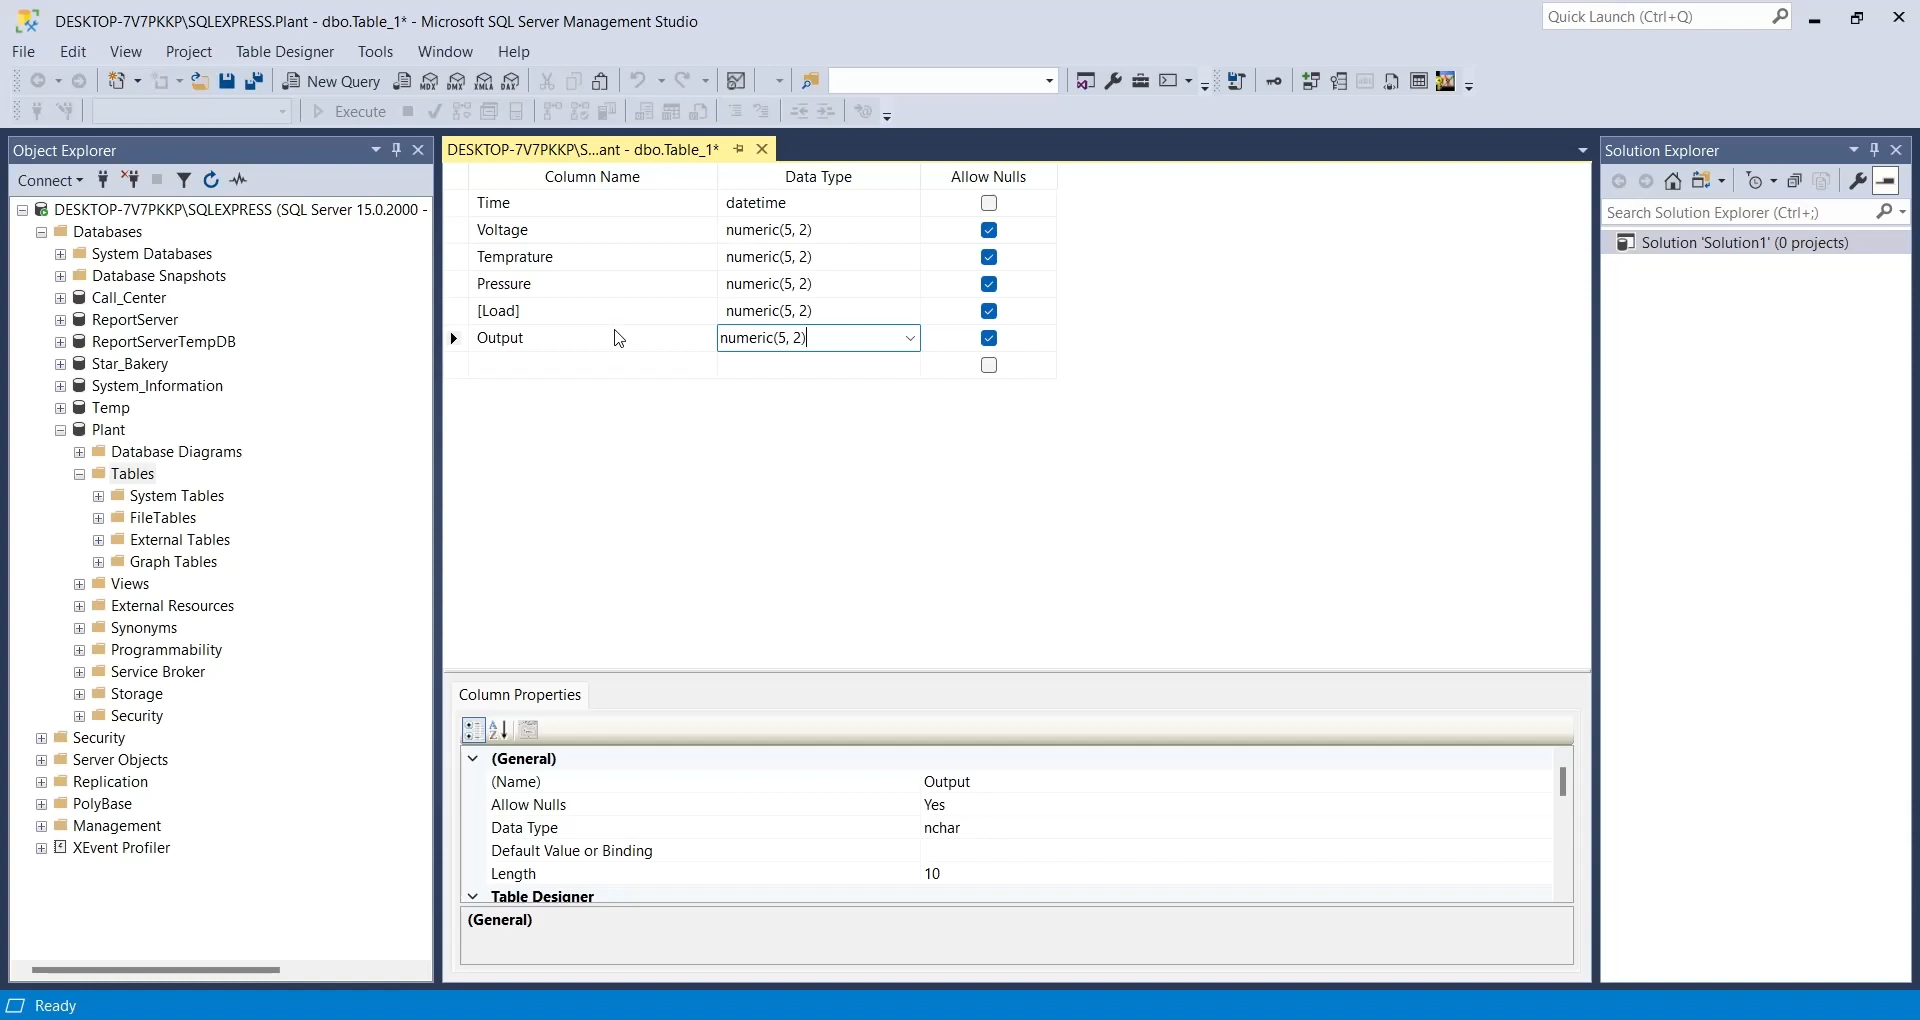 DESKTOP-7V7PKKP\SQLEXPRESS.Plant - dbo.Table_1* - Microsoft SQL Server Management Studio
Quick Launch (Ctrl+Q)
File Edit View Project Table Designer Tools Window Help
New Query MDX DMX XMLA DAX
Execute
Object Explorer
DESKTOP-7V7PKKP\S...ant - dbo.Table_1*
Solution Explorer
Connect
Column Name Data Type Allow Nulls
Search Solution Explorer (Ctrl+;)
Solution 'Solution1' (0 projects)
DESKTOP-7V7PKKP\SQLEXPRESS (SQL Server 15.0.2000 -
Databases
System Databases
Database Snapshots
Call_Center
ReportServer
ReportServerTempDB
Star_Bakery
System_Information
Temp
Plant
Database Diagrams
Tables
System Tables
FileTables
External Tables
Graph Tables
Views
External Resources
Synonyms
Programmability
Service Broker
Storage
Security
Security
Server Objects
Replication
PolyBase
Management
XEvent Profiler
Time datetime
Voltage numeric(5, 2)
Temprature numeric(5, 2)
Pressure numeric(5, 2)
[Load] numeric(5, 2)
Output numeric(5, 2)
Column Properties
(General)
(Name) Output
Allow Nulls Yes
Data Type nchar
Default Value or Binding
Length 10
Table Designer
(General)
Ready